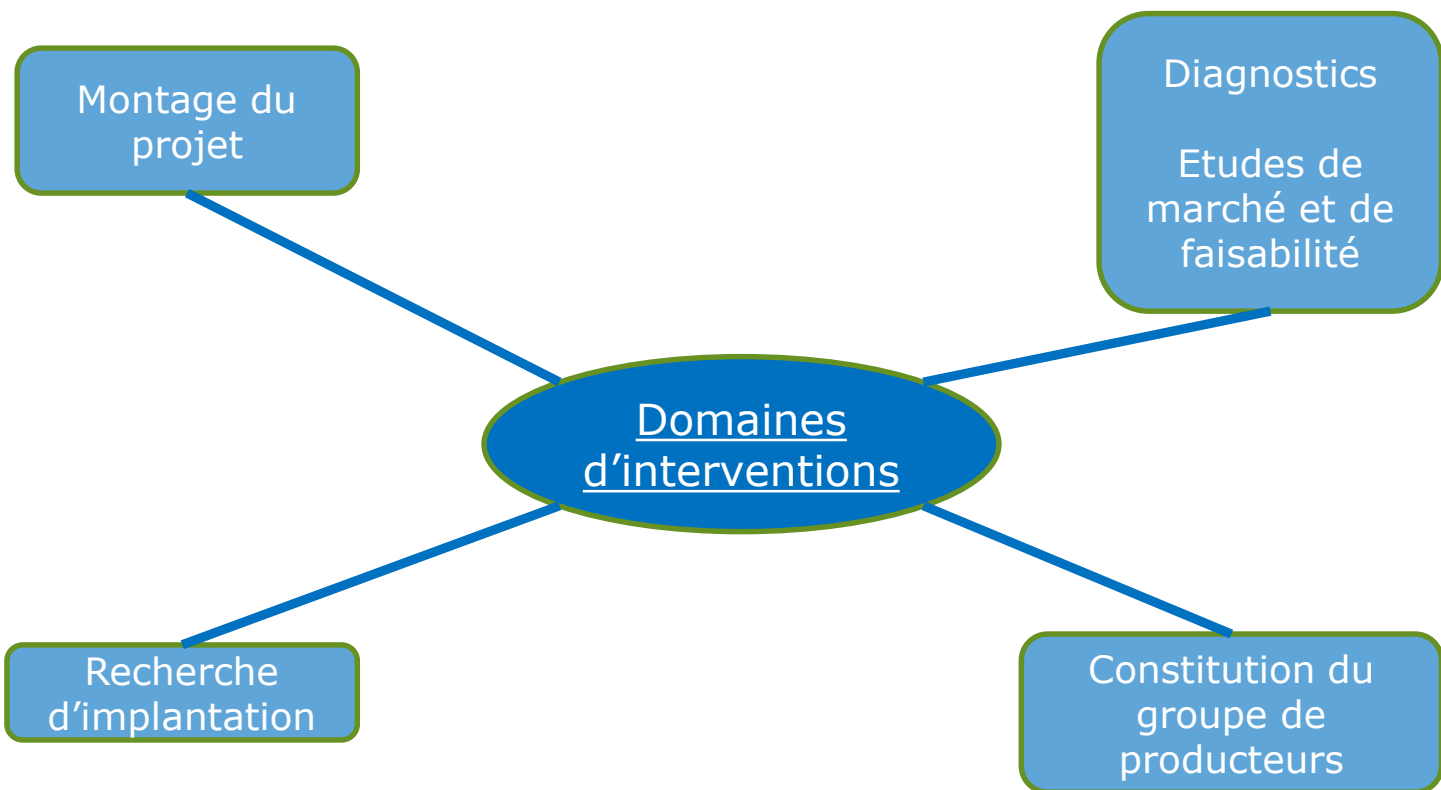 Montage du
projet
Diagnostics
Etudes de
marché et de
faisabilité
Domaines
d’interventions
Recherche
d’implantation
Constitution du
groupe de
producteurs